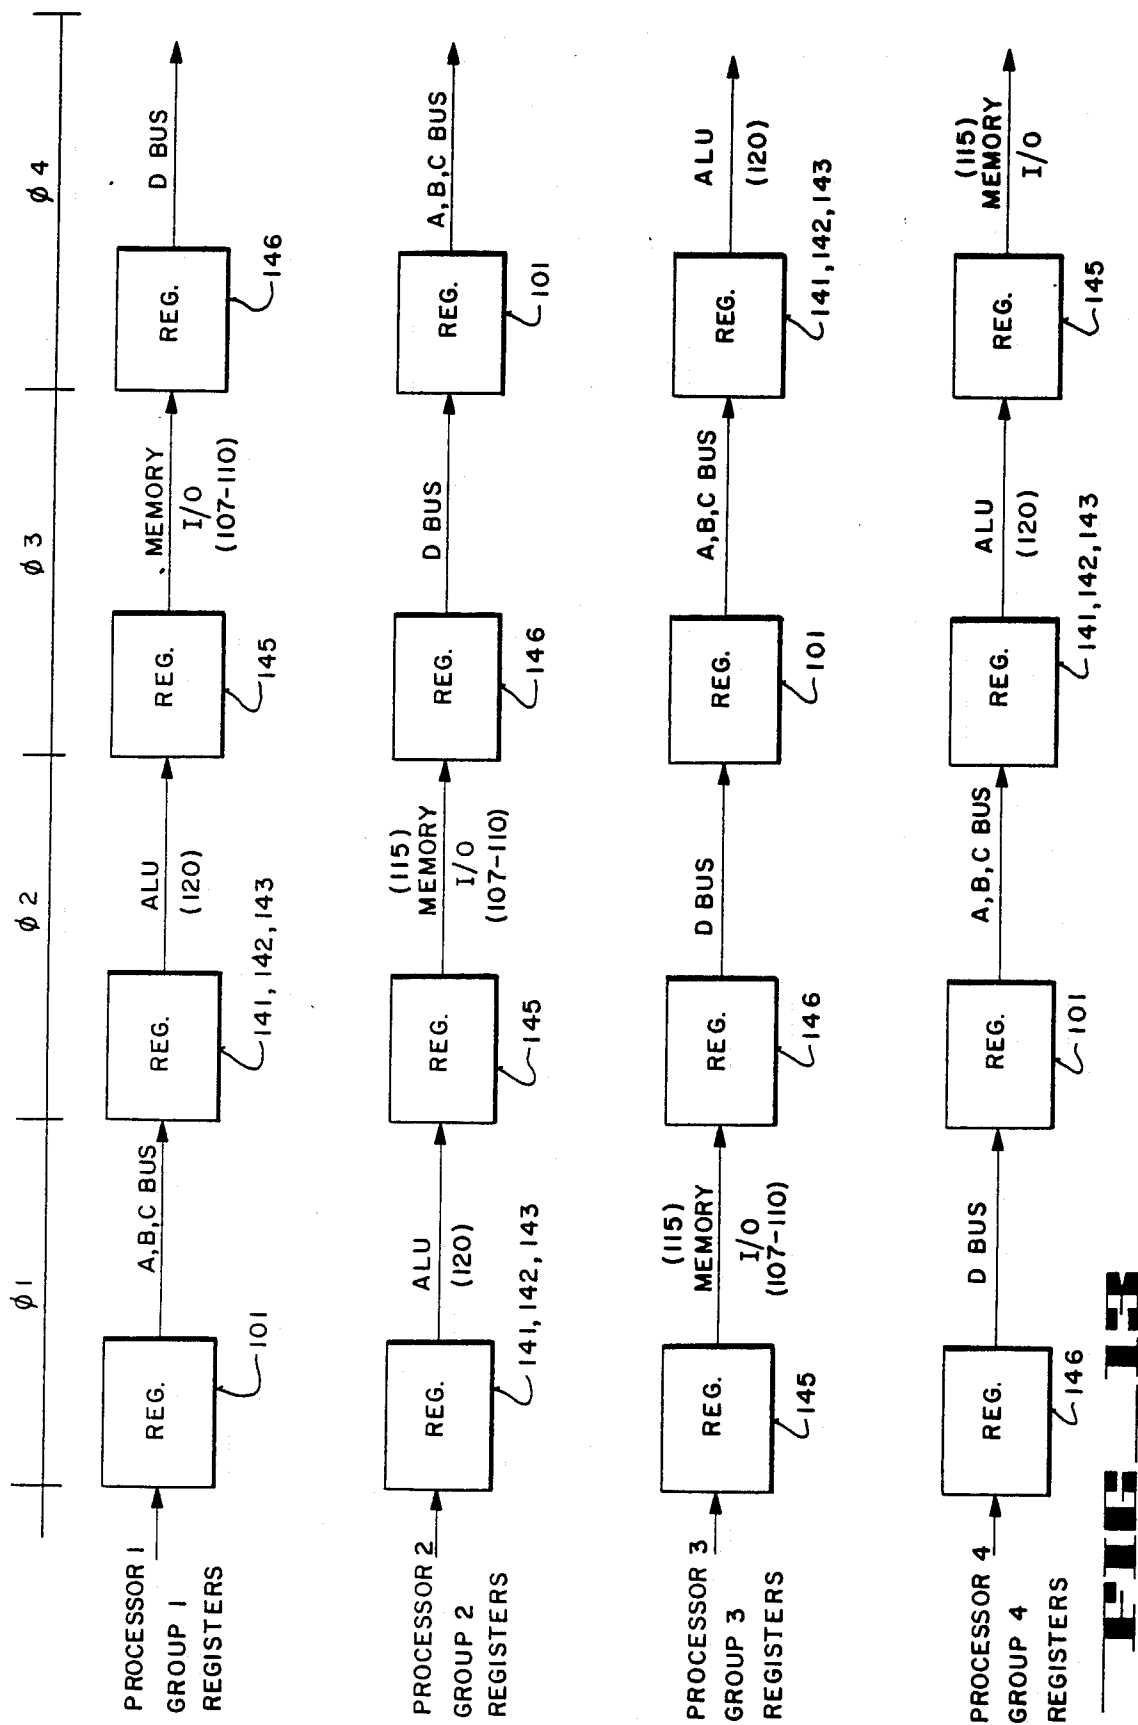 ø 1
ø 2
ø 3
ø 4
PROCESSOR 1
GROUP 1
REGISTERS
REG.
101
A,B,C BUS
REG.
141, 142, 143
ALU
(120)
REG.
145
MEMORY
I/O
(107-110)
REG.
146
D BUS
PROCESSOR 2
GROUP 2
REGISTERS
REG.
141, 142, 143
ALU
(120)
REG.
145
(115)
MEMORY
I/O
(107-110)
REG.
146
D BUS
REG.
101
A,B,C BUS
PROCESSOR 3
GROUP 3
REGISTERS
REG.
145
(115)
MEMORY
I/O
(107-110)
REG.
146
D BUS
REG.
101
A,B,C BUS
REG.
141, 142, 143
ALU
(120)
PROCESSOR 4
GROUP 4
REGISTERS
REG.
146
D BUS
REG.
101
A,B,C BUS
REG.
141, 142, 143
ALU
(120)
REG.
145
(115)
MEMORY
I/O